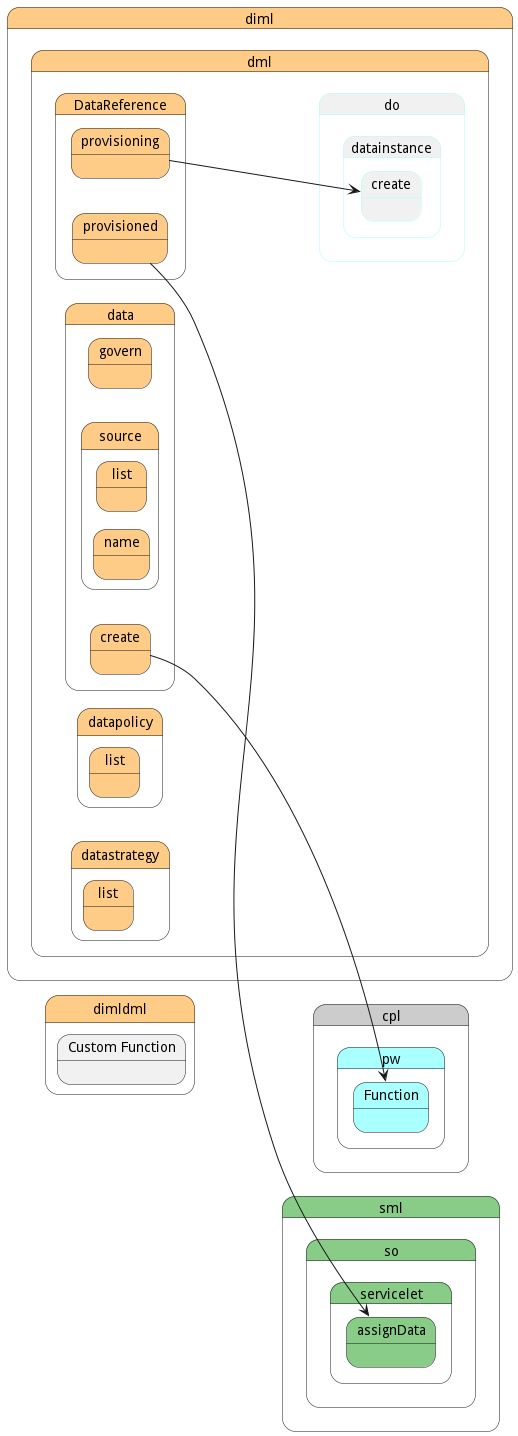 diml
dml
DataReference
do
provisioning
datainstance
create
provisioned
data
govern
source
list
name
create
datapolicy
list
datastrategy
list
dimldml
cpl
Custom Function
pw
Function
sml
so
servicelet
assignData